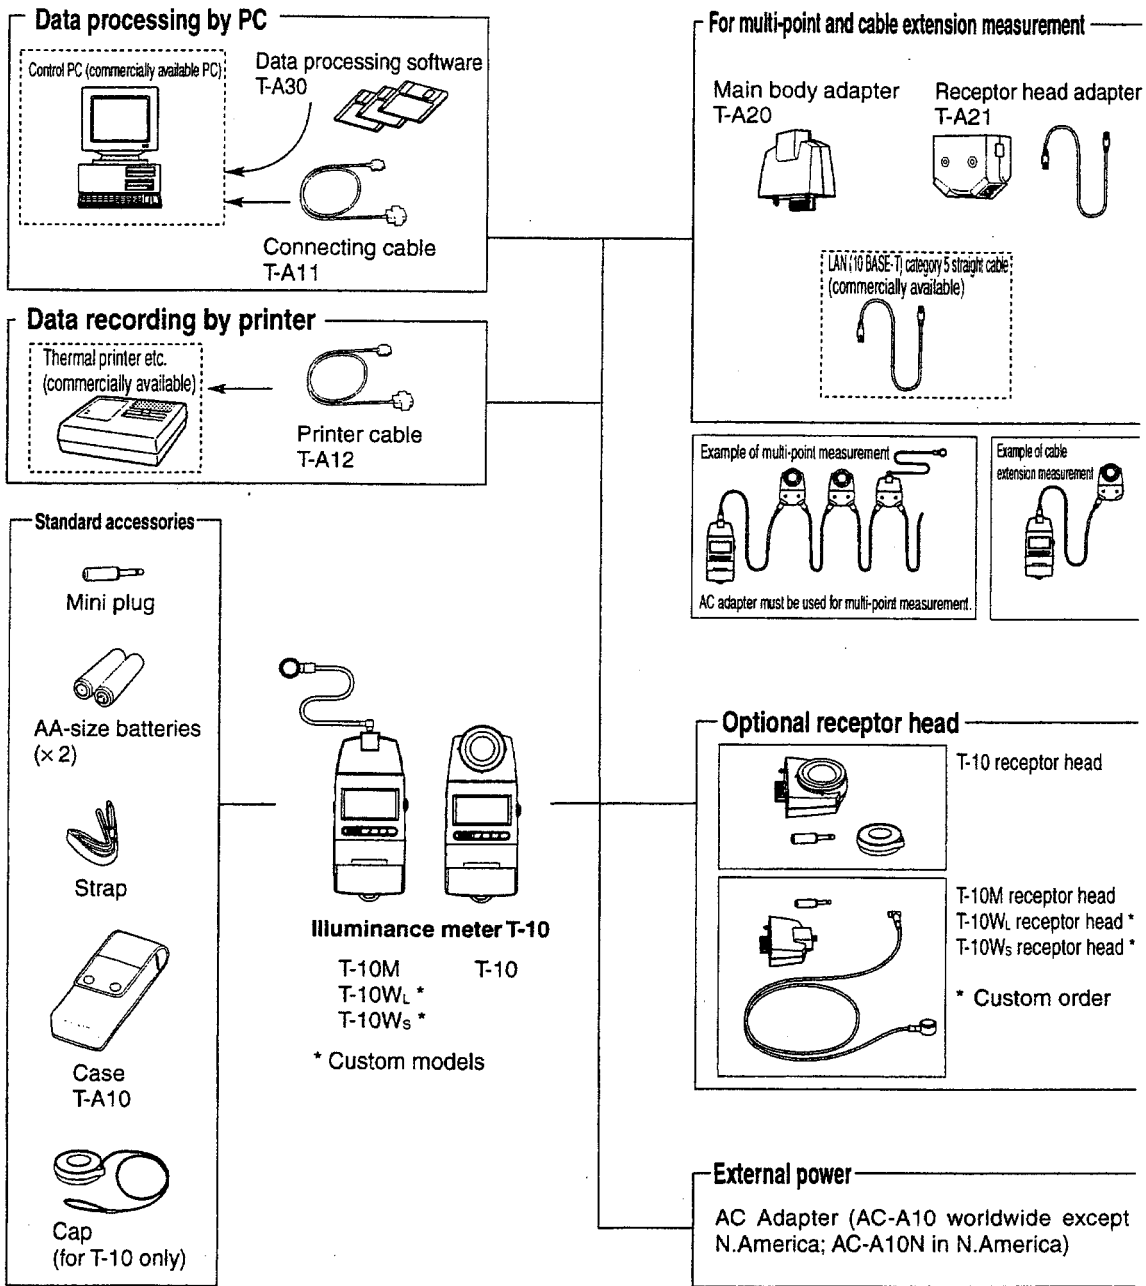 Data processing by PC
Control PC (commercially available PC)
Data processing software
T-A30
Connecting cable
T-A11
Data recording by printer
Thermal printer etc.
(commercially available)
Printer cable
T-A12
Standard accessories
Mini plug
AA-size batteries
(× 2)
Strap
Case
T-A10
Cap
(for T-10 only)
Illuminance meter T-10
T-10M
T-10WL *
T-10Ws *
* Custom models
T-10
For multi-point and cable extension measurement
Main body adapter
T-A20
Receptor head adapter
T-A21
LAN (10 BASE-T) category 5 straight cable
(commercially available)
Example of multi-point measurement
AC adapter must be used for multi-point measurement.
Example of cable
extension measurement
Optional receptor head
T-10 receptor head
T-10M receptor head
T-10WL receptor head *
T-10Ws receptor head *
* Custom order
External power
AC Adapter (AC-A10 worldwide except
N.America; AC-A10N in N.America)